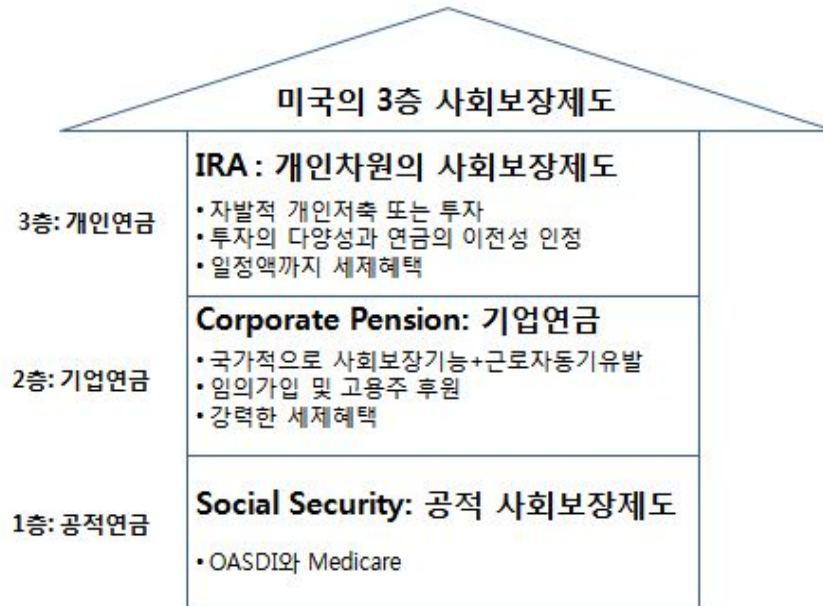 미국의 3층 사회보장제도
IRA : 개인차원의 사회보장제도
3층: 개인연금
• 자발적 개인저축 또는 투자
• 투자의 다양성과 연금의 이전성 인정
• 일정액까지 세제혜택
Corporate Pension: 기업연금
2층: 기업연금
• 국가적으로 사회보장기능+근로자동기유발
• 임의가입 및 고용주 후원
• 강력한 세제혜택
Social Security: 공적 사회보장제도
1층: 공적연금
• OASDI와 Medicare